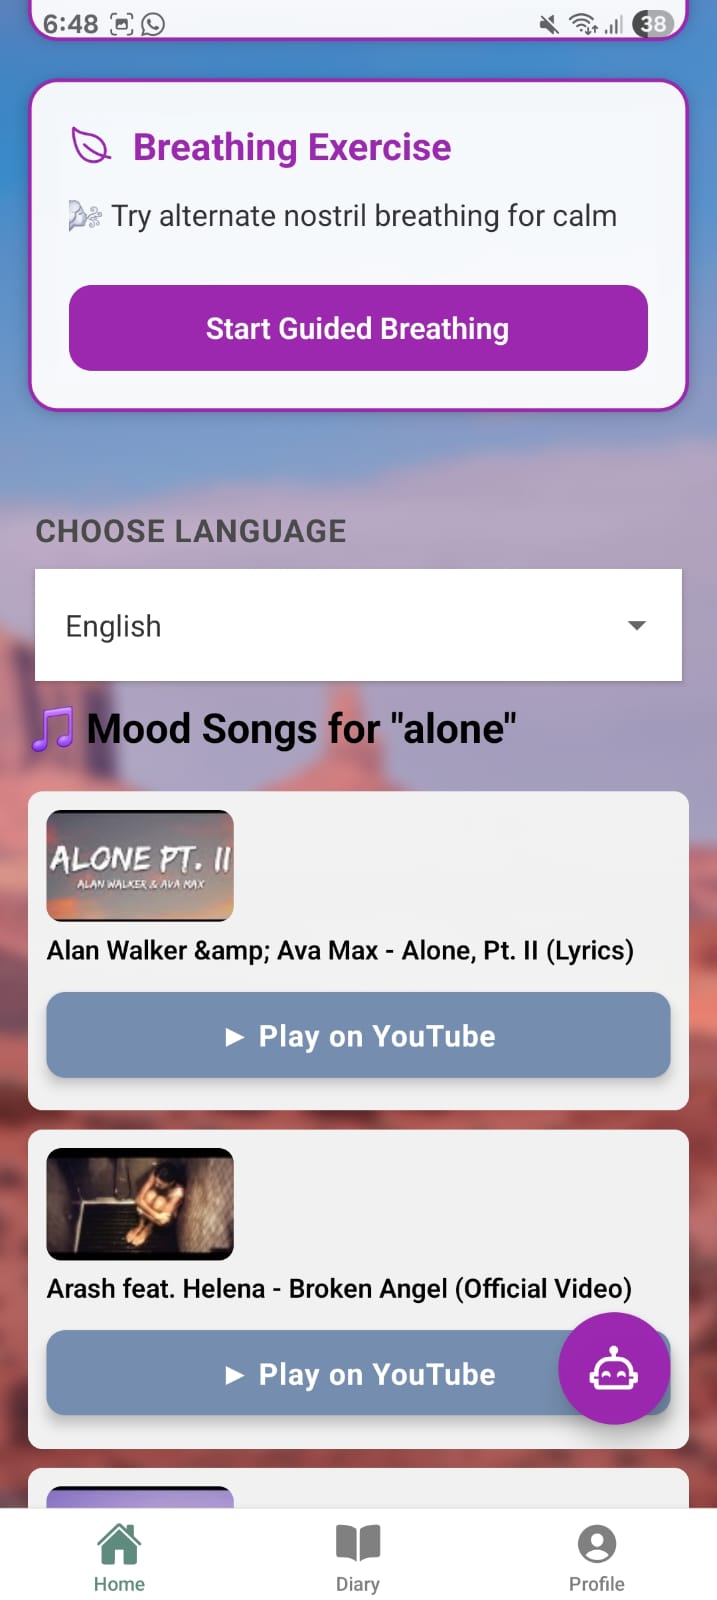 6:48
38
Breathing Exercise
Try alternate nostril breathing for calm
Start Guided Breathing
CHOOSE LANGUAGE
English
Mood Songs for "alone"
ALONE PT. II
ALAN WALKER & AVA MAX
Alan Walker &amp; Ava Max - Alone, Pt. II (Lyrics)
Play on YouTube
Arash feat. Helena - Broken Angel (Official Video)
Play on YouTube
Home Diary Profile